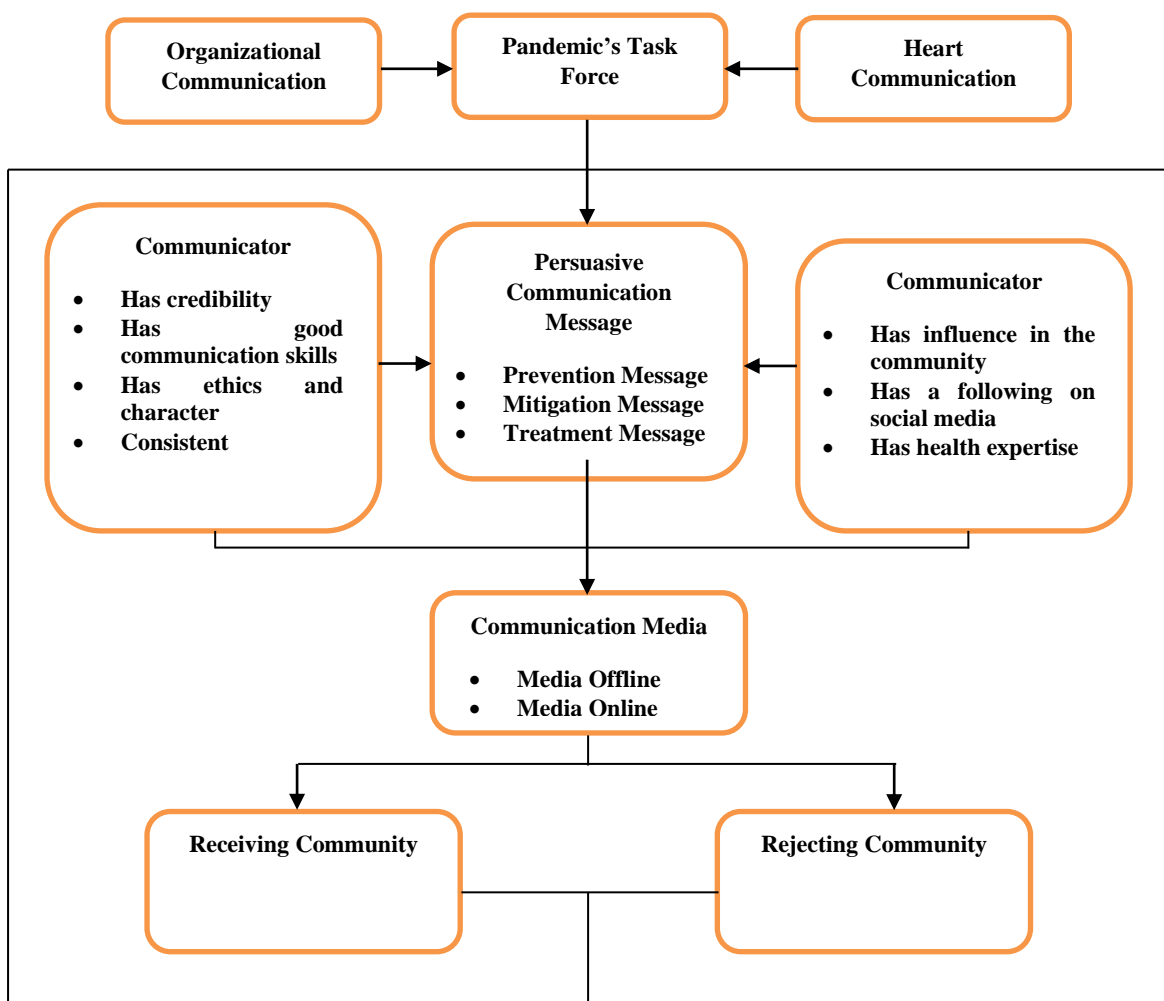 Organizational
Communication
Pandemic’s Task
Force
Heart
Communication
Communicator
• Has credibility
• Has good
communication skills
• Has ethics and
character
• Consistent
Persuasive
Communication
Message
• Prevention Message
• Mitigation Message
• Treatment Message
Communicator
• Has influence in the
community
• Has a following on
social media
• Has health expertise
Communication Media
• Media Offline
• Media Online
Receiving Community
Rejecting Community